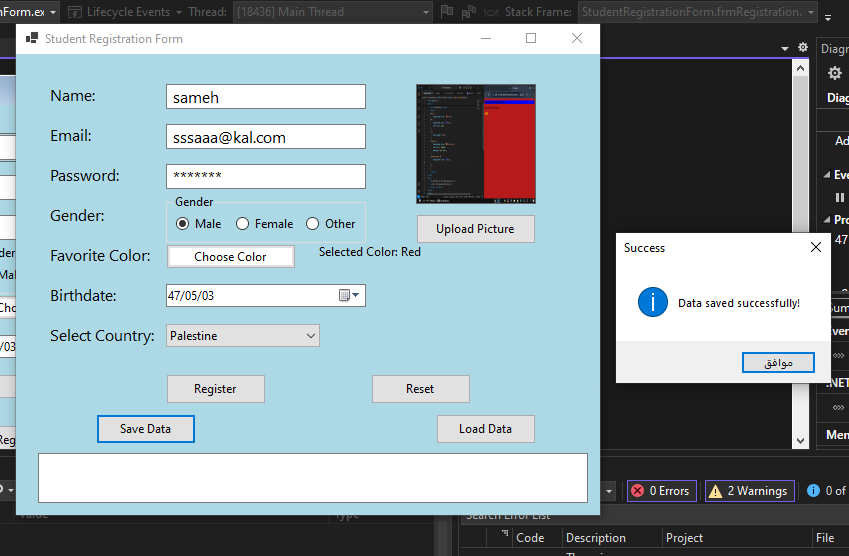 nForm.ex Lifecycle Events Thread: [18436] Main Thread Stack Frame: StudentRegistrationForm.frmRegistration.
Student Registration Form
Diagn
Name: sameh
Diag
Email: sssaaa@kal.com
Ad
Password: *******
Eve
Gender
Gender: Male Female Other
Upload Picture
Pro
47
Favorite Color: Choose Color Selected Color: Red
Success
Data saved successfully!
موافق
Birthdate: 47/05/03
Select Country: Palestine
Sum
.NET
Mem
Register Reset
Save Data Load Data
0 Errors 2 Warnings 0 of
Value Type
Search Error List
Code Description Project File